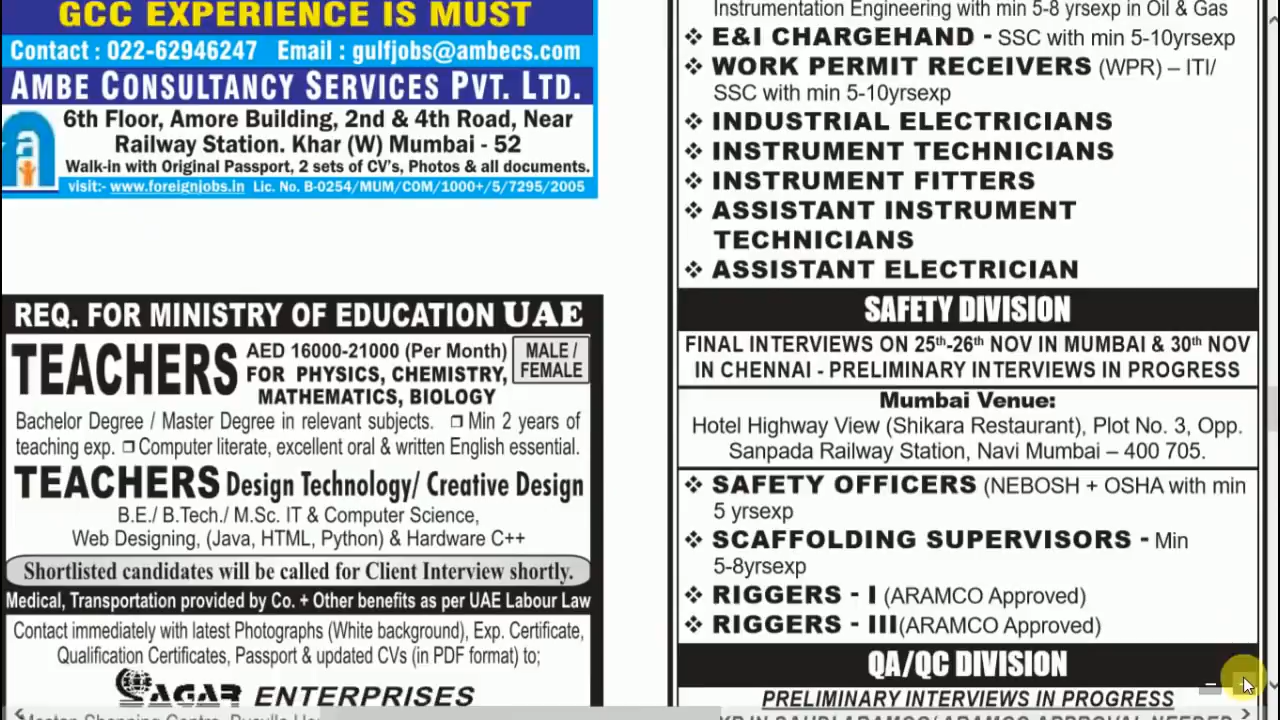 GCC EXPERIENCE IS MUST
Contact : 022-62946247 Email : gulfjobs@ambecs.com
AMBE CONSULTANCY SERVICES PVT. LTD.
6th Floor, Amore Building, 2nd & 4th Road, Near
Railway Station. Khar (W) Mumbai - 52
Walk-in with Original Passport, 2 sets of CV's, Photos & all documents.
visit:- www.foreignjobs.in Lic. No. B-0254/MUM/COM/1000+/5/7295/2005
REQ. FOR MINISTRY OF EDUCATION UAE
TEACHERS AED 16000-21000 (Per Month)
FOR PHYSICS, CHEMISTRY,
MATHEMATICS, BIOLOGY
MALE /
FEMALE
Bachelor Degree / Master Degree in relevant subjects. ❒ Min 2 years of
teaching exp. ❒ Computer literate, excellent oral & written English essential.
TEACHERS Design Technology/ Creative Design
B.E./ B.Tech./ M.Sc. IT & Computer Science,
Web Designing, (Java, HTML, Python) & Hardware C++
Shortlisted candidates will be called for Client Interview shortly.
Medical, Transportation provided by Co. + Other benefits as per UAE Labour Law
Contact immediately with latest Photographs (White background), Exp. Certificate,
Qualification Certificates, Passport & updated CVs (in PDF format) to;
SAGAR ENTERPRISES
Instrumentation Engineering with min 5-8 yrsexp in Oil & Gas
❖ E&I CHARGEHAND - SSC with min 5-10yrsexp
❖ WORK PERMIT RECEIVERS (WPR) – ITI/
SSC with min 5-10yrsexp
❖ INDUSTRIAL ELECTRICIANS
❖ INSTRUMENT TECHNICIANS
❖ INSTRUMENT FITTERS
❖ ASSISTANT INSTRUMENT
TECHNICIANS
❖ ASSISTANT ELECTRICIAN
SAFETY DIVISION
FINAL INTERVIEWS ON 25th-26th NOV IN MUMBAI & 30th NOV
IN CHENNAI - PRELIMINARY INTERVIEWS IN PROGRESS
Mumbai Venue:
Hotel Highway View (Shikara Restaurant), Plot No. 3, Opp.
Sanpada Railway Station, Navi Mumbai – 400 705.
❖ SAFETY OFFICERS (NEBOSH + OSHA with min
5 yrsexp
❖ SCAFFOLDING SUPERVISORS - Min
5-8yrsexp
❖ RIGGERS - I (ARAMCO Approved)
❖ RIGGERS - III(ARAMCO Approved)
QA/QC DIVISION
PRELIMINARY INTERVIEWS IN PROGRESS